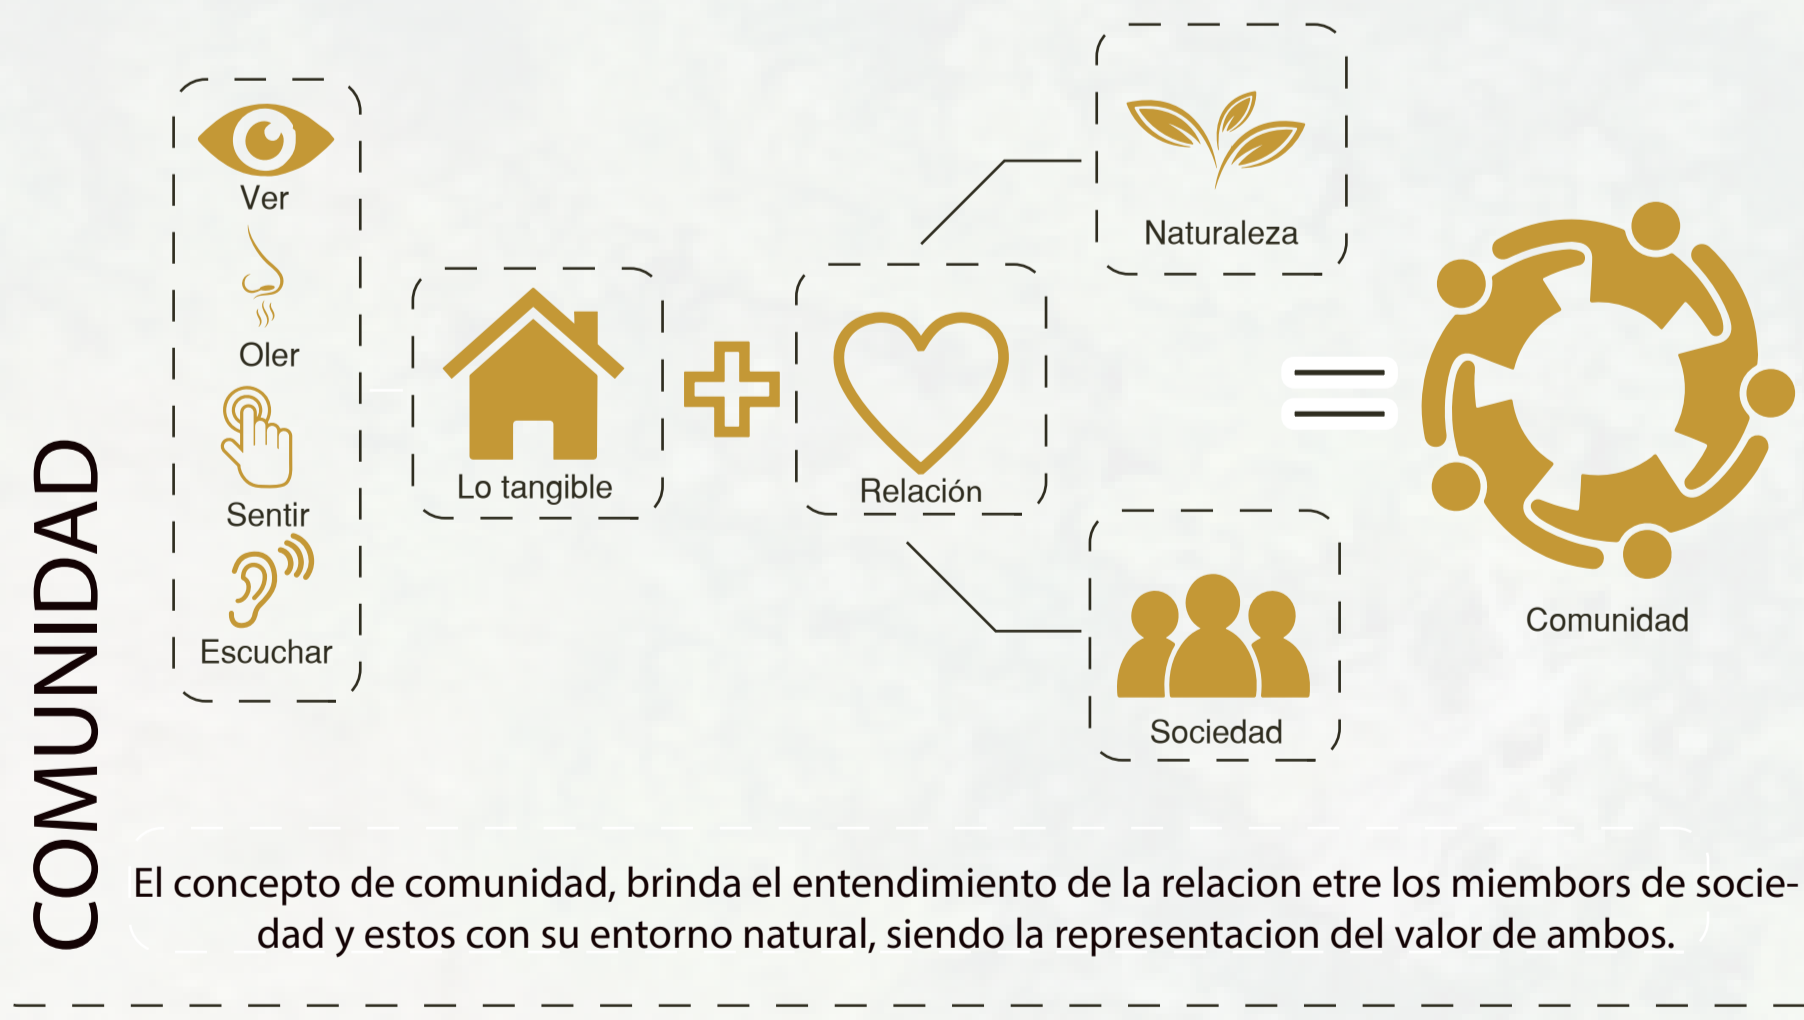 COMUNIDAD
Ver
Oler
Sentir
Escuchar
Lo tangible
Relación
Naturaleza
Sociedad
Comunidad
El concepto de comunidad, brinda el entendimiento de la relacion etre los miembors de socie-
dad y estos con su entorno natural, siendo la representacion del valor de ambos.